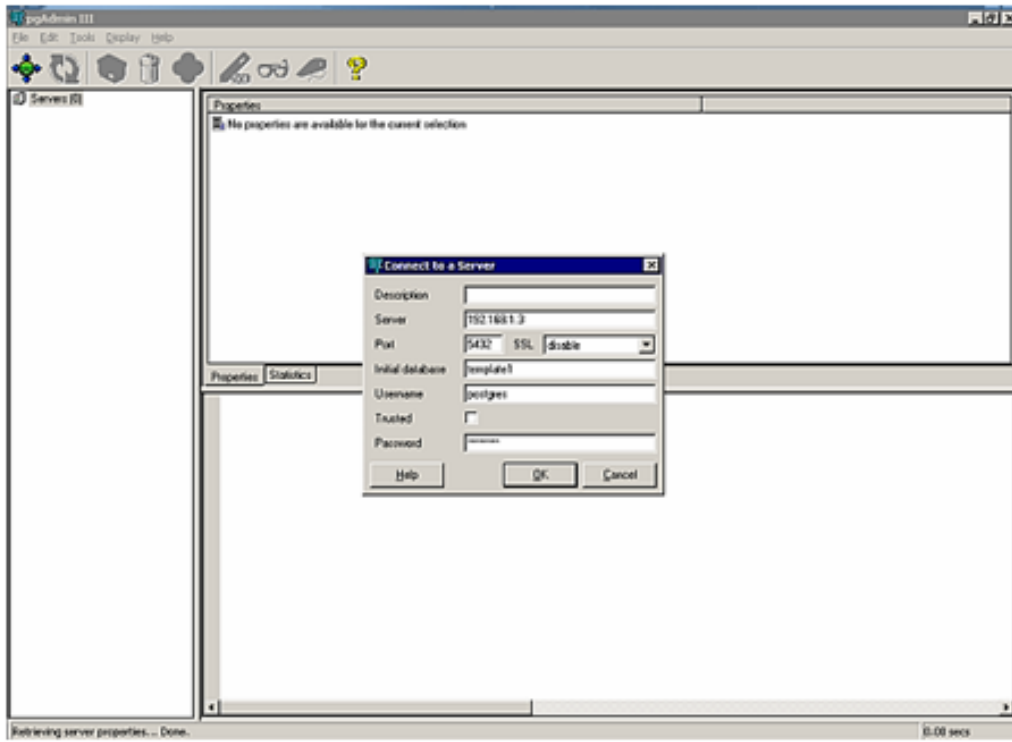 pgAdmin III
File Edit Tools Display Help
Servers (0)
Properties
No properties are available for the current selection
Connect to a Server
Description
Server 192.168.1.3
Port 5432 SSL disable
Initial database template1
Username postgres
Trusted
Password ********
Help OK Cancel
Properties Statistics
Retrieving server properties... Done. 0.00 secs